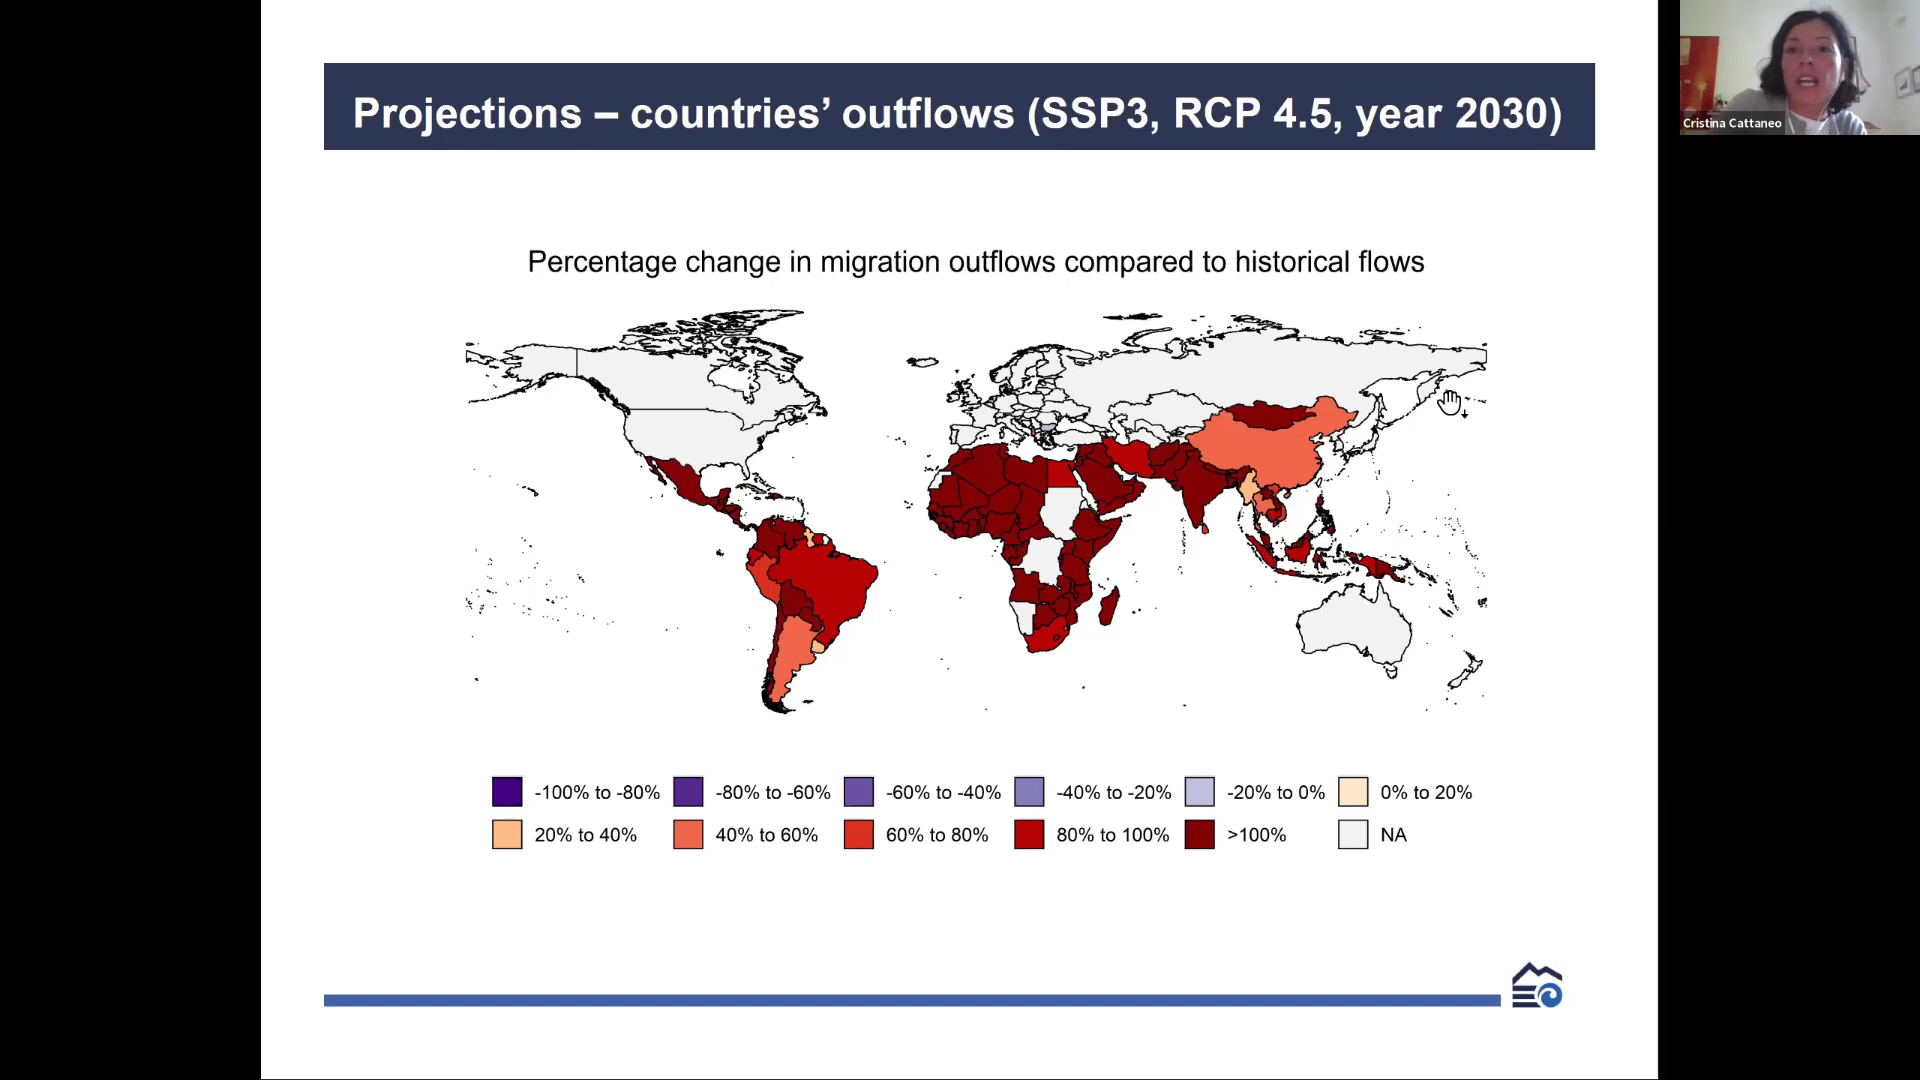 Projections – countries’ outflows (SSP3, RCP 4.5, year 2030)
Cristina Cattaneo
Percentage change in migration outflows compared to historical flows
-100% to -80% -80% to -60% -60% to -40% -40% to -20% -20% to 0% 0% to 20%
20% to 40% 40% to 60% 60% to 80% 80% to 100% >100% NA